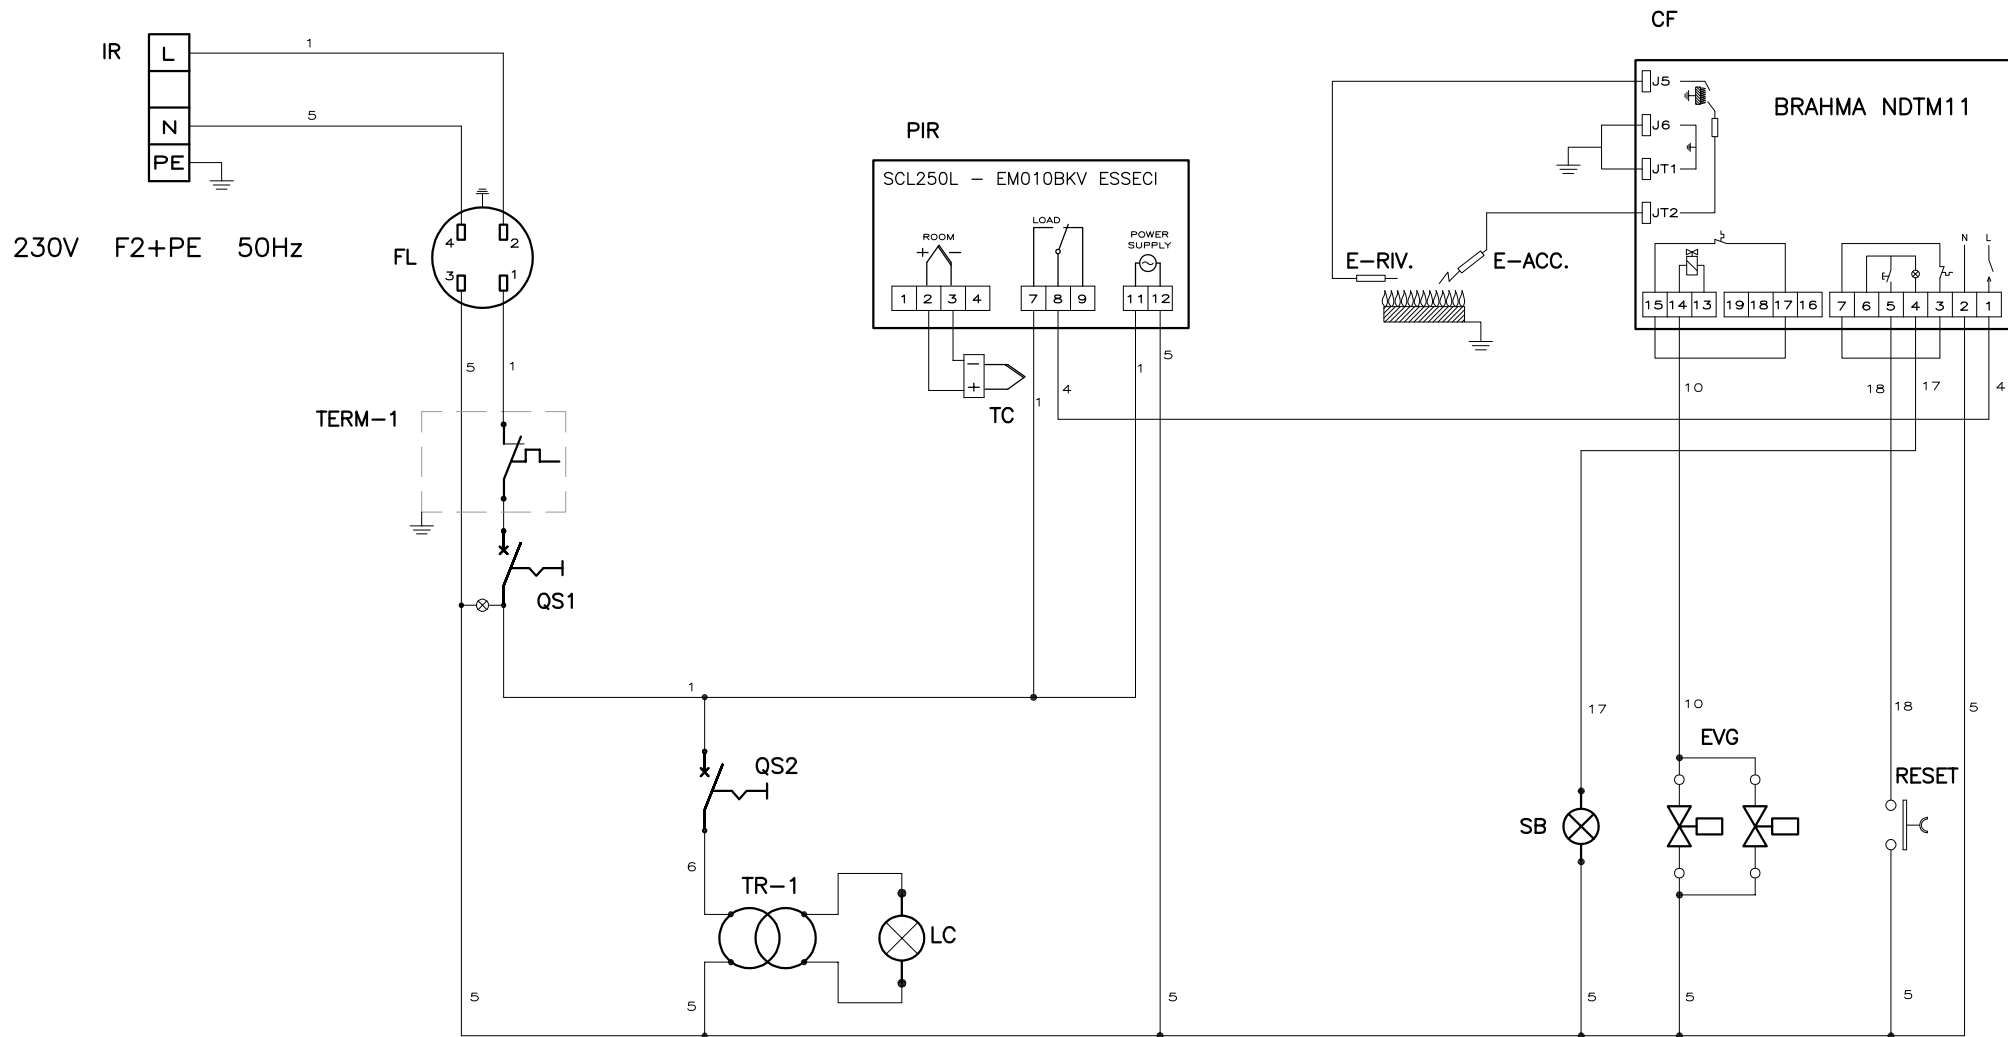 CF
IR
L
1
N
5
PE
230V F2+PE 50Hz
FL
4
2
3
1
5
1
TERM-1
QS1
PIR
SCL250L - EM010BKV ESSECI
ROOM
+ -
LOAD
POWER SUPPLY
1 2 3 4
7 8 9
11 12
-
+
TC
1
4
1
5
BRAHMA NDTM11
J5
J6
JT1
JT2
E-RIV.
E-ACC.
N L
15 14 13
19 18 17 16
7 6 5 4 3 2 1
10
18
17
4
1
QS2
6
TR-1
LC
5
5
5
17
SB
5
10
EVG
5
18
RESET
5
5